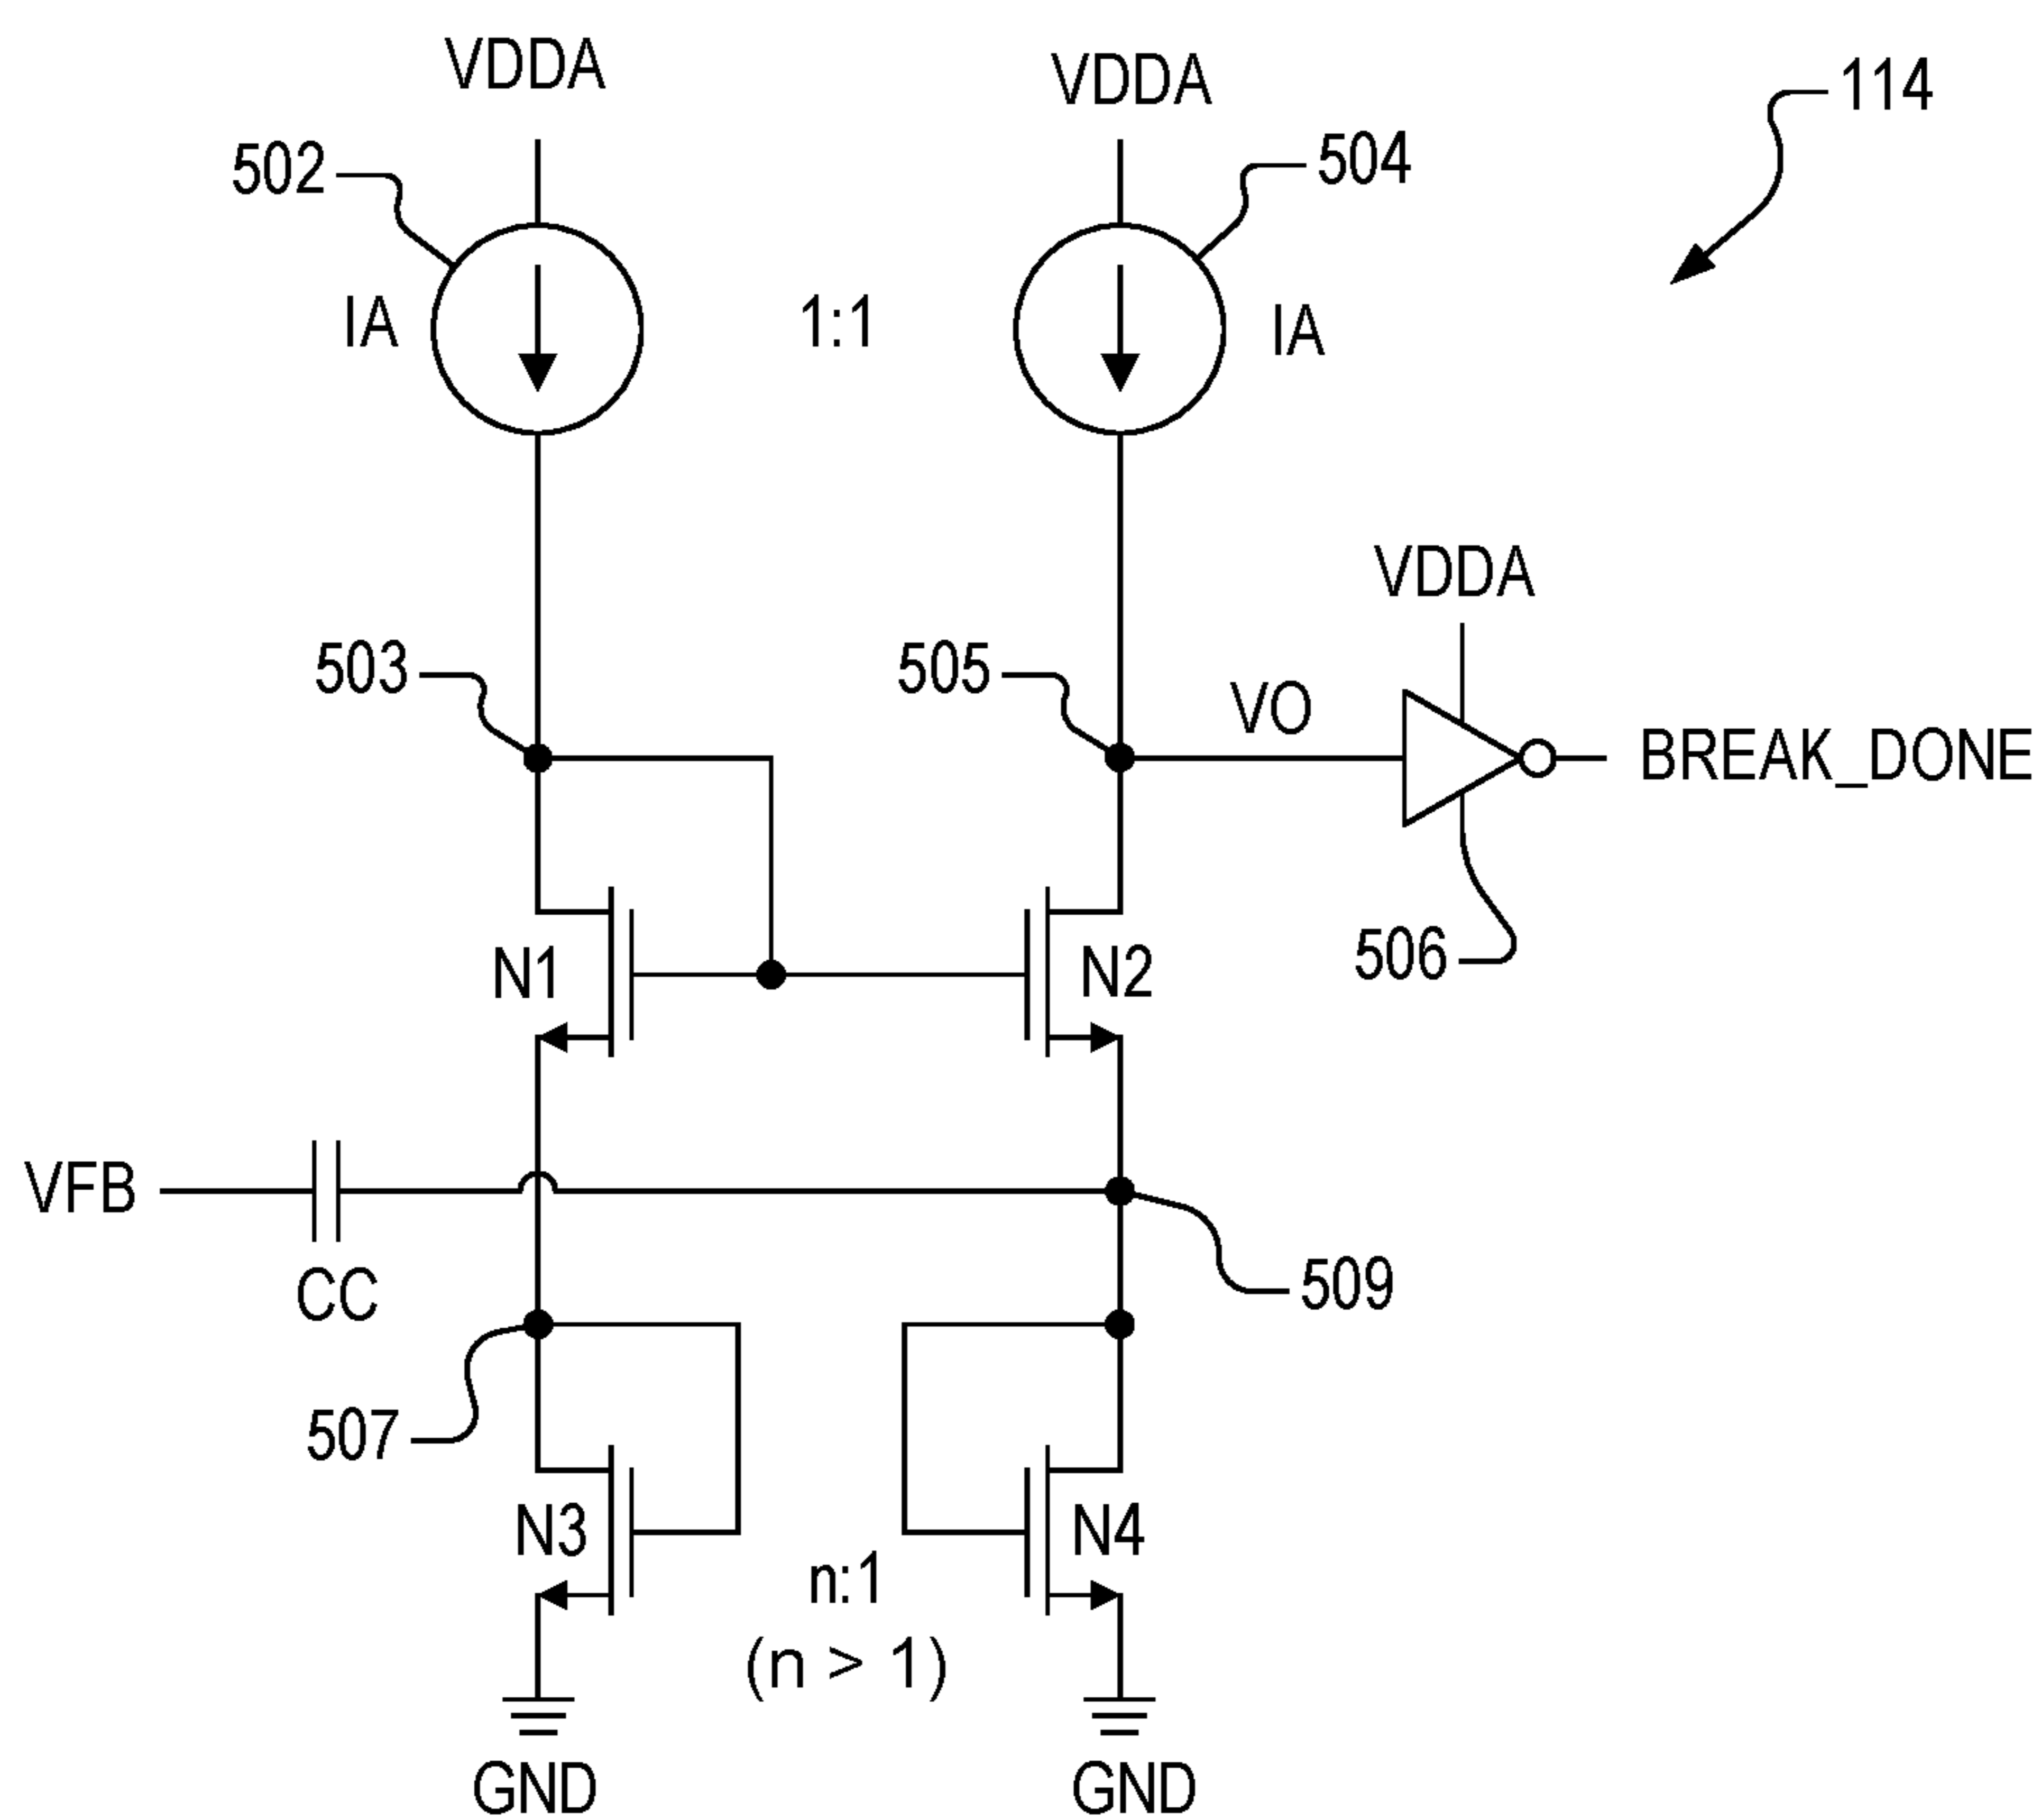 VDDA
VDDA
114
502
504
IA
1:1
IA
VDDA
503
505
VO
BREAK_DONE
N1
N2
506
VFB
CC
509
507
N3
N4
n:1
(n > 1)
GND
GND